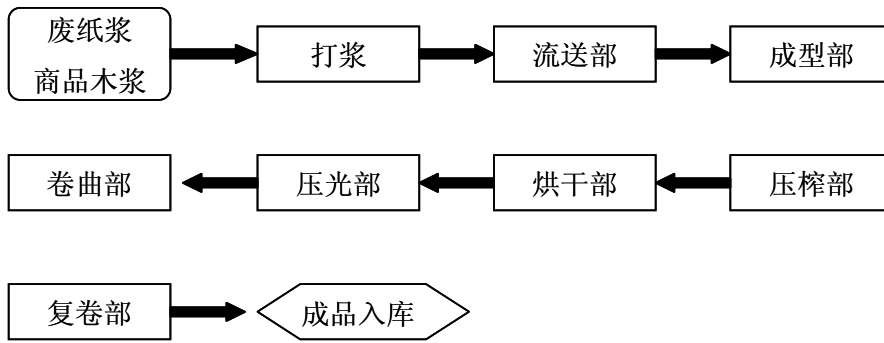 废纸浆
商品木浆
打浆
流送部
成型部
卷曲部
压光部
烘干部
压榨部
复卷部
成品入库